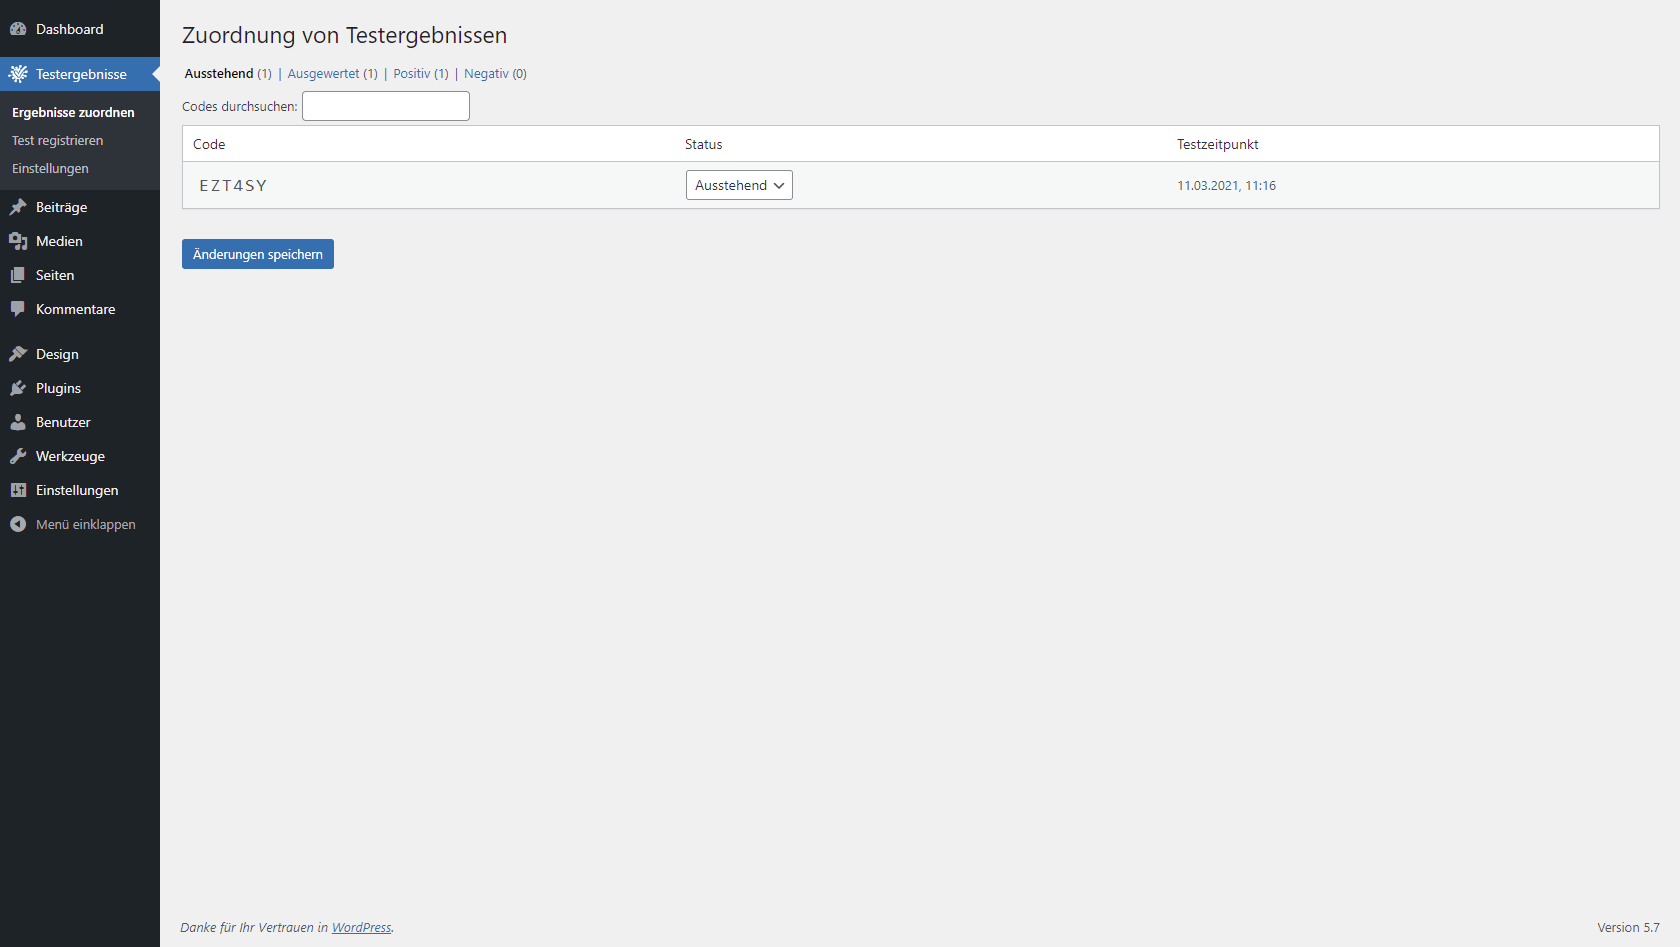 Dashboard
Testergebnisse
Ergebnisse zuordnen
Test registrieren
Einstellungen
Beiträge
Medien
Seiten
Kommentare
Design
Plugins
Benutzer
Werkzeuge
Einstellungen
Menü einklappen
Zuordnung von Testergebnissen
Ausstehend (1) | Ausgewertet (1) | Positiv (1) | Negativ (0)
Codes durchsuchen:
Code Status Testzeitpunkt
EZT4SY Ausstehend 11.03.2021, 11:16
Änderungen speichern
Danke für Ihr Vertrauen in WordPress. Version 5.7